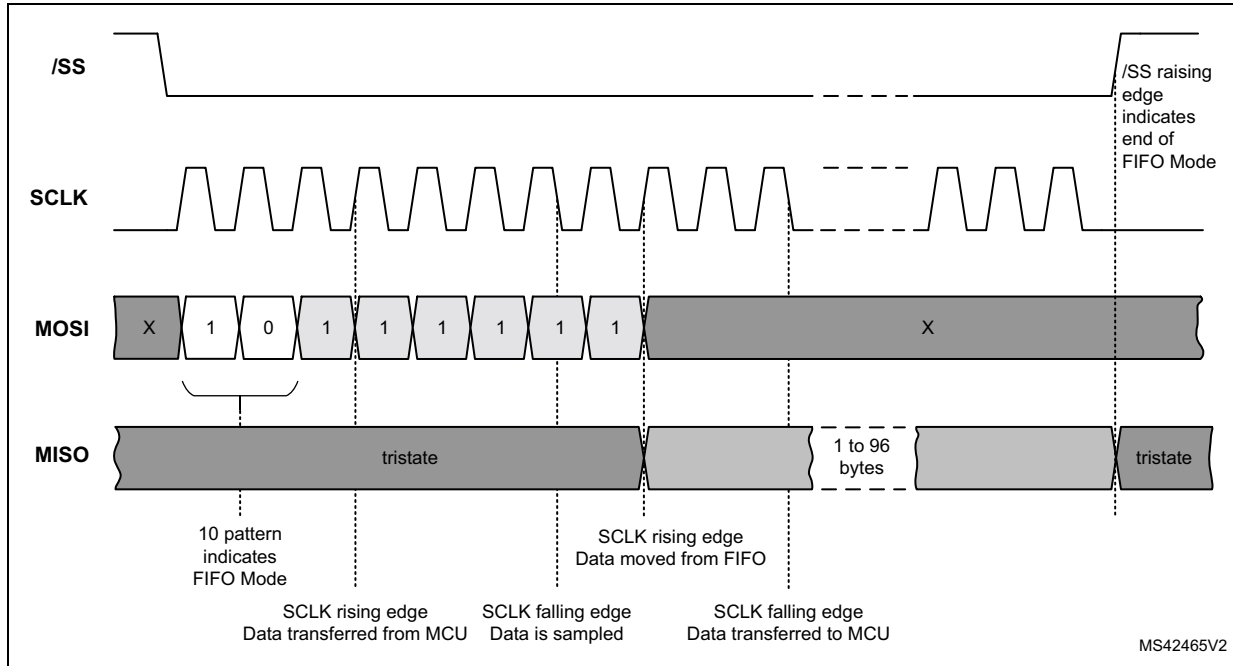 /SS
/SS raising
edge
indicates
end of
FIFO Mode
SCLK
MOSI
X
1
0
1
1
1
1
1
1
X
MISO
tristate
1 to 96
bytes
tristate
10 pattern
indicates
FIFO Mode
SCLK rising edge
Data moved from FIFO
SCLK rising edge
Data transferred from MCU
SCLK falling edge
Data is sampled
SCLK falling edge
Data transferred to MCU
MS42465V2